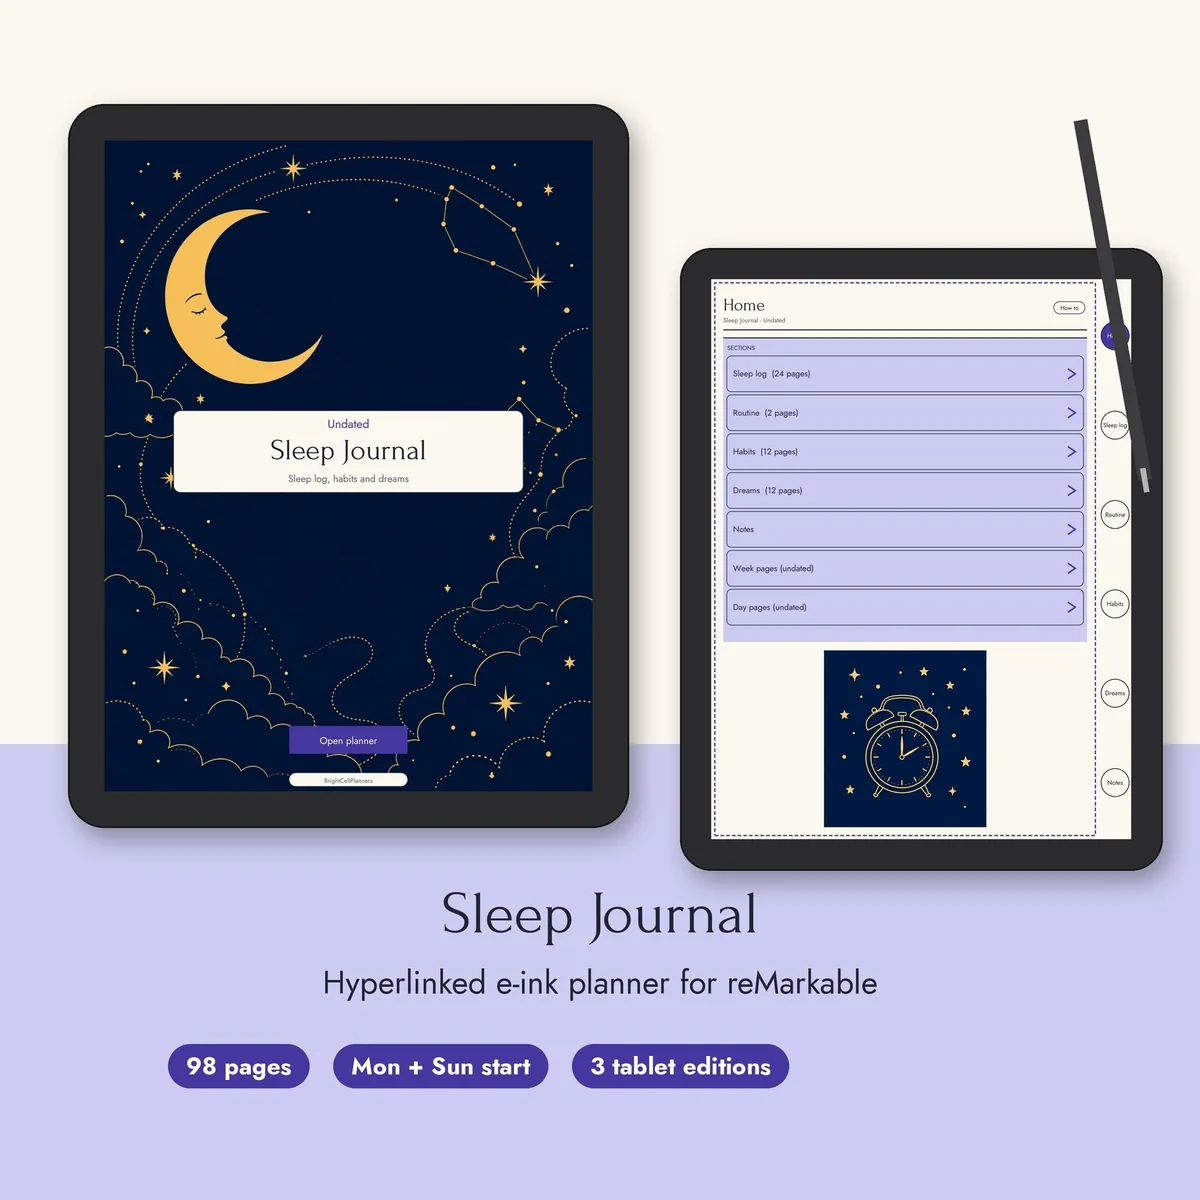 Undated
Sleep Journal
Sleep log, habits and dreams
Open planner
BrightCellPlanners
Home
Sleep Journal - Undated
How to
SECTIONS
Sleep log (24 pages)
Routine (2 pages)
Habits (12 pages)
Dreams (12 pages)
Notes
Week pages (undated)
Day pages (undated)
Sleep log
Routine
Habits
Dreams
Notes
Sleep Journal
Hyperlinked e-ink planner for reMarkable
98 pages
Mon + Sun start
3 tablet editions